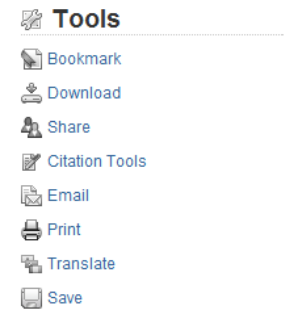 Tools
Bookmark
Download
Share
Citation Tools
Email
Print
Translate
Save